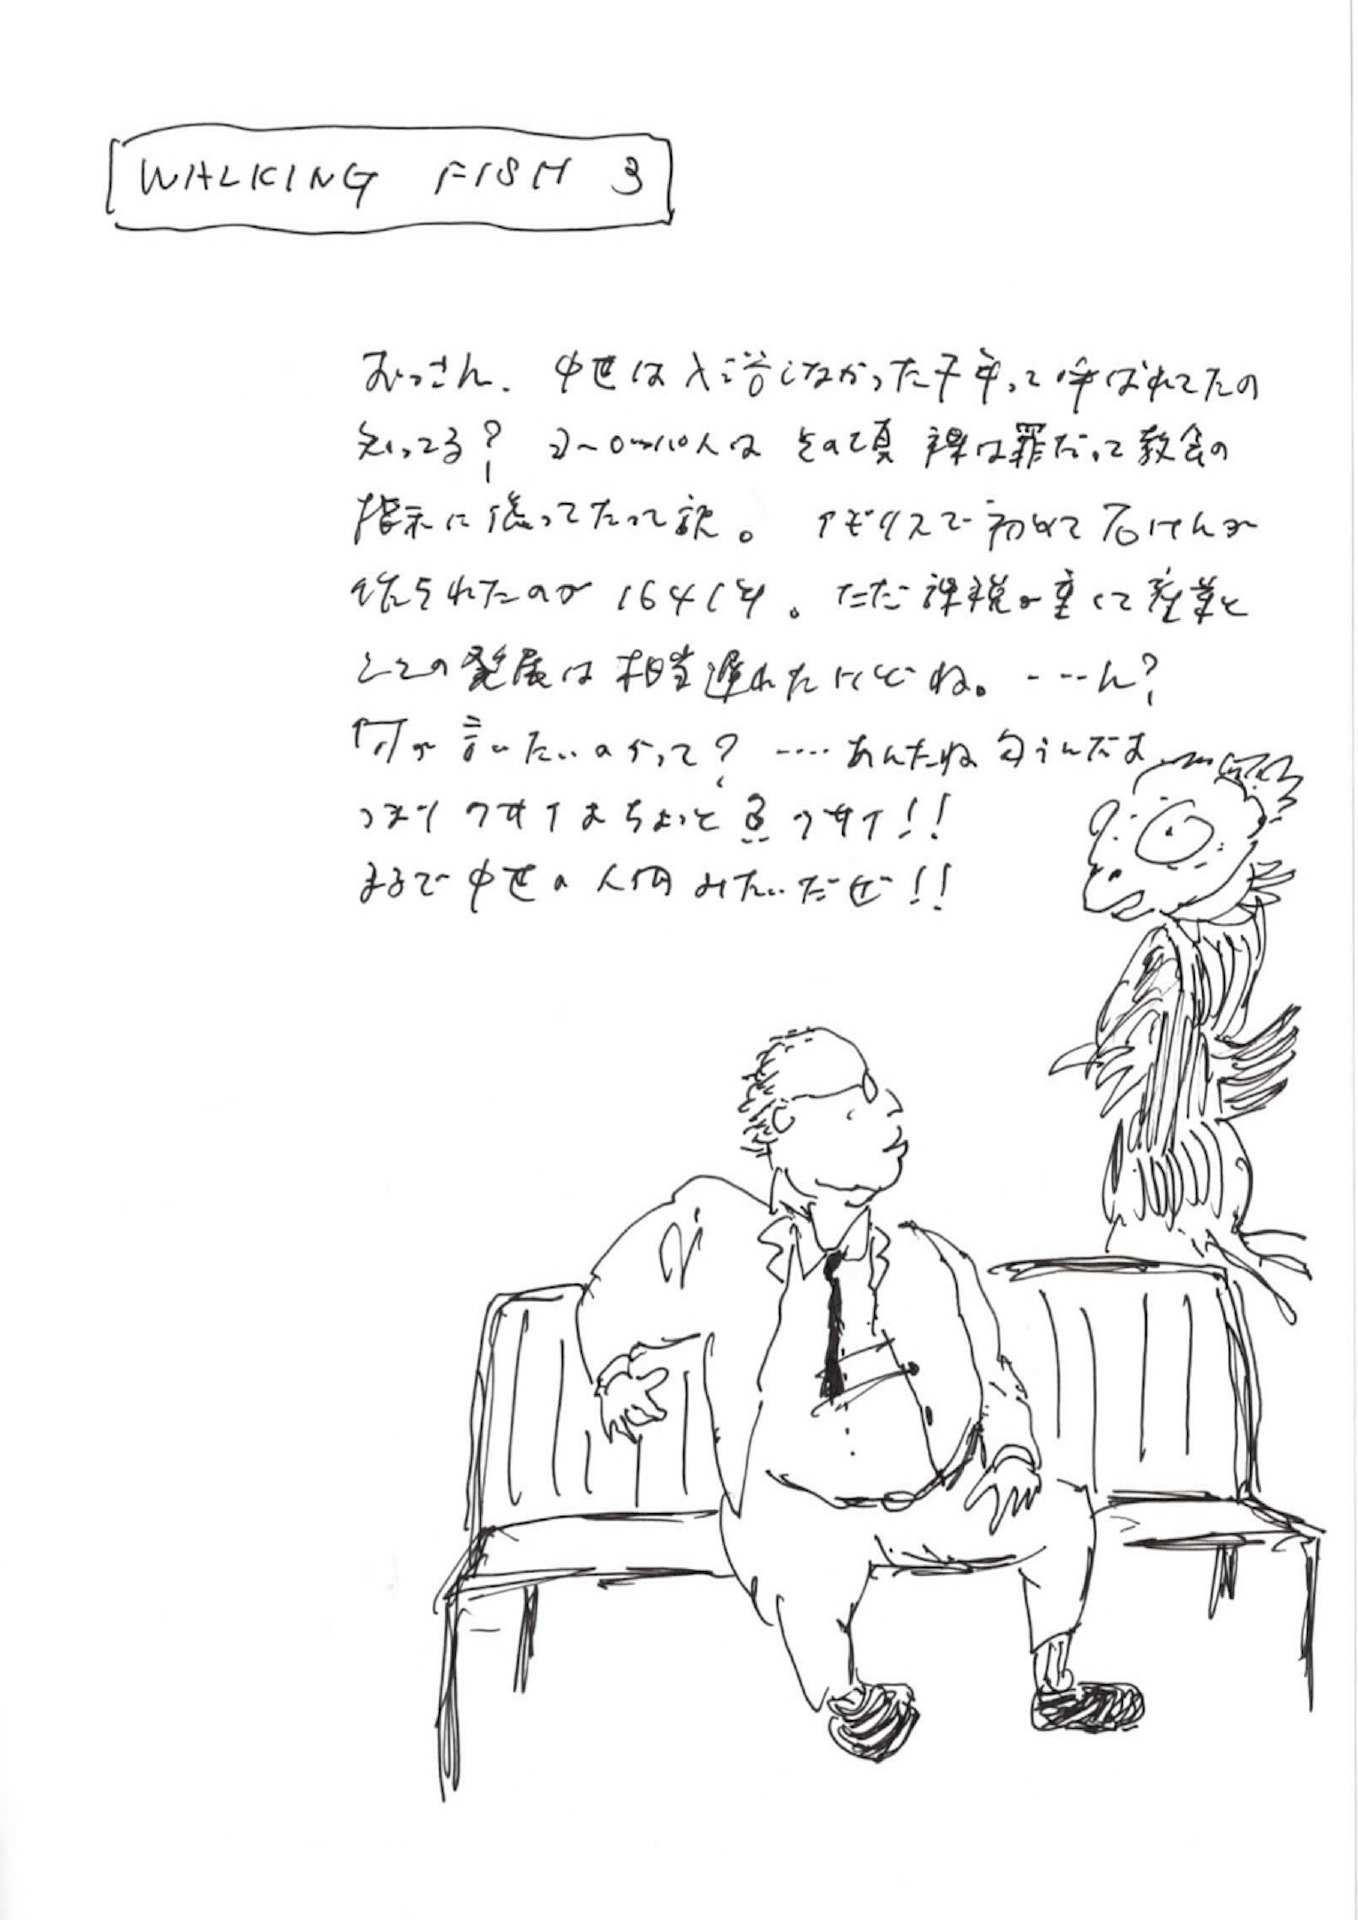 WALKING FISH 3
おっさん、中世は入浴しなかった千年って呼ばれてたの
知ってる? ヨーロッパ人はその頃 裸は罪だって教会の
指示に従ってたって訳。 イギリスで初めて石けんが
作られたのが1641年。ただ課税が重くて産業と
しての発展は相当遅れたけどね。‥‥ん?
何が言いたいのかって? ‥‥あんたね匂うんだよ
つまりクサイよちょっと魚クサイ!!
まるで中世の人間みたいだぜ!!